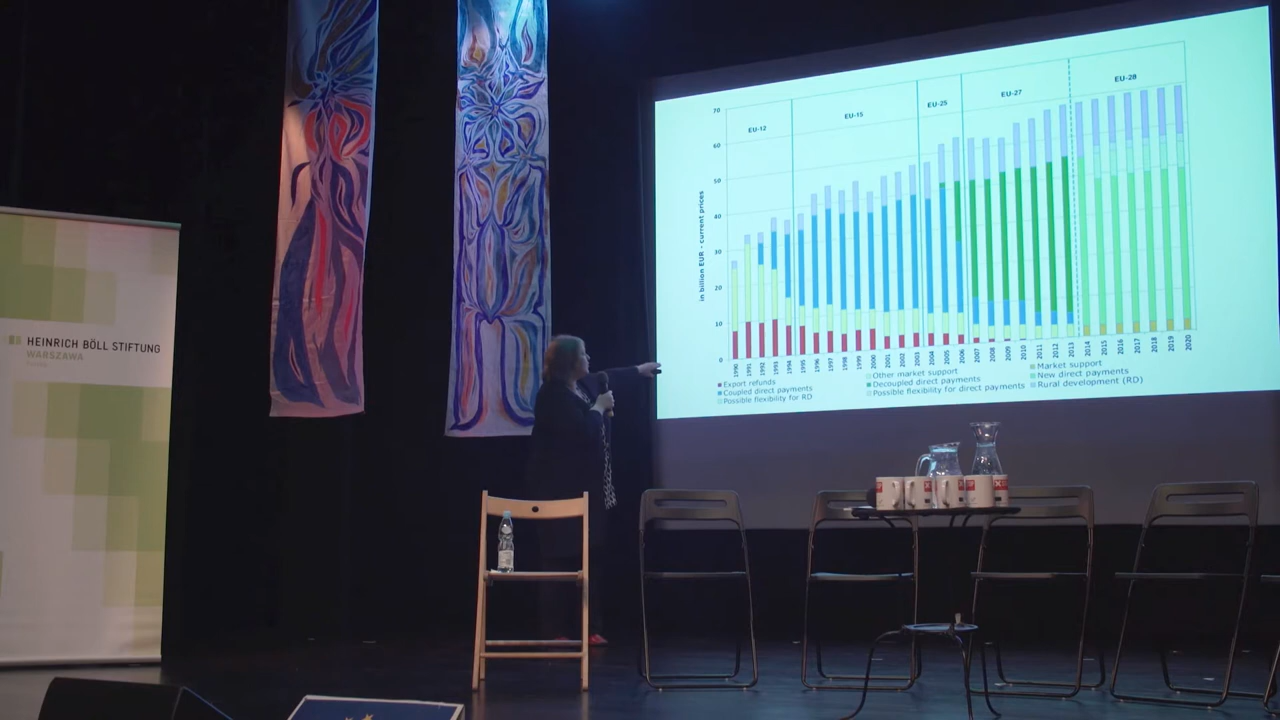 HEINRICH BÖLL STIFTUNG
WARSZAWA
EU-12
EU-15
EU-25
EU-27
EU-28
in billion EUR - current prices
70
60
50
40
30
20
10
0
1990 1991 1992 1993 1994 1995 1996 1997 1998 1999 2000 2001 2002 2003 2004 2005 2006 2007 2008 2009 2010 2011 2012 2013 2014 2015 2016 2017 2018 2019 2020
Export refunds
Coupled direct payments
Possible flexibility for RD
Other market support
Decoupled direct payments
Possible flexibility for direct payments
Market support
New direct payments
Rural development (RD)